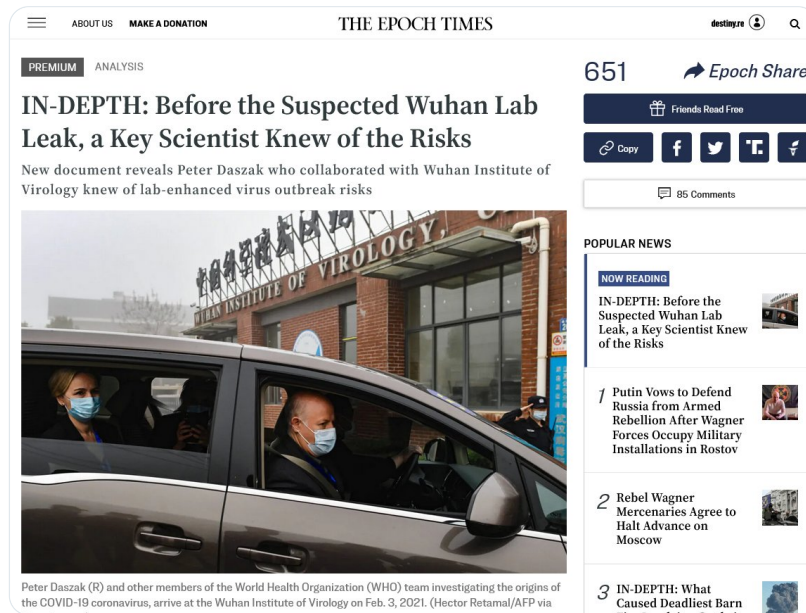 ABOUT US MAKE A DONATION THE EPOCH TIMES destiny.re
PREMIUM ANALYSIS
IN-DEPTH: Before the Suspected Wuhan Lab
Leak, a Key Scientist Knew of the Risks
New document reveals Peter Daszak who collaborated with Wuhan Institute of
Virology knew of lab-enhanced virus outbreak risks
WUHAN INSTITUTE OF VIROLOGY, C
Peter Daszak (R) and other members of the World Health Organization (WHO) team investigating the origins of
the COVID-19 coronavirus, arrive at the Wuhan Institute of Virology on Feb. 3, 2021. (Hector Retamal/AFP via
651 Epoch Share
Friends Read Free
Copy
85 Comments
POPULAR NEWS
NOW READING
IN-DEPTH: Before the
Suspected Wuhan Lab
Leak, a Key Scientist Knew
of the Risks
1 Putin Vows to Defend
Russia from Armed
Rebellion After Wagner
Forces Occupy Military
Installations in Rostov
2 Rebel Wagner
Mercenaries Agree to
Halt Advance on
Moscow
3 IN-DEPTH: What
Caused Deadliest Barn